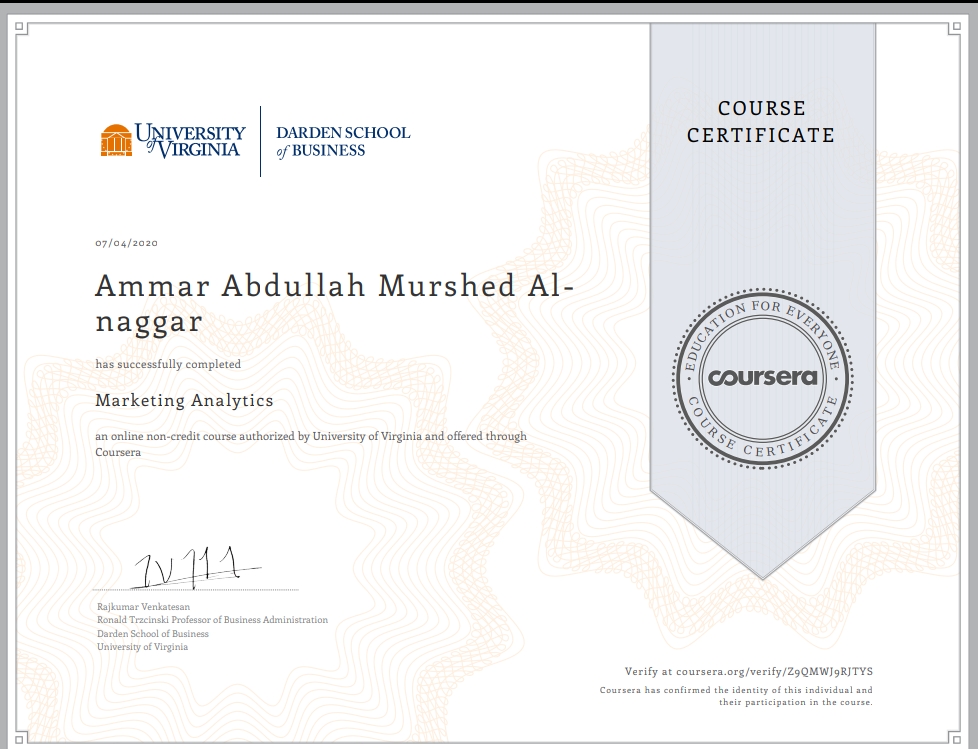 COURSE
CERTIFICATE
UNIVERSITY
of VIRGINIA
DARDEN SCHOOL
of BUSINESS
07/04/2020
Ammar Abdullah Murshed Al-
naggar
has successfully completed
Marketing Analytics
an online non-credit course authorized by University of Virginia and offered through
Coursera
EDUCATION FOR EVERYONE
coursera
COURSE CERTIFICATE
Rajkumar Venkatesan
Ronald Trzcinski Professor of Business Administration
Darden School of Business
University of Virginia
Verify at coursera.org/verify/Z9QMWJ9RJTYS
Coursera has confirmed the identity of this individual and
their participation in the course.